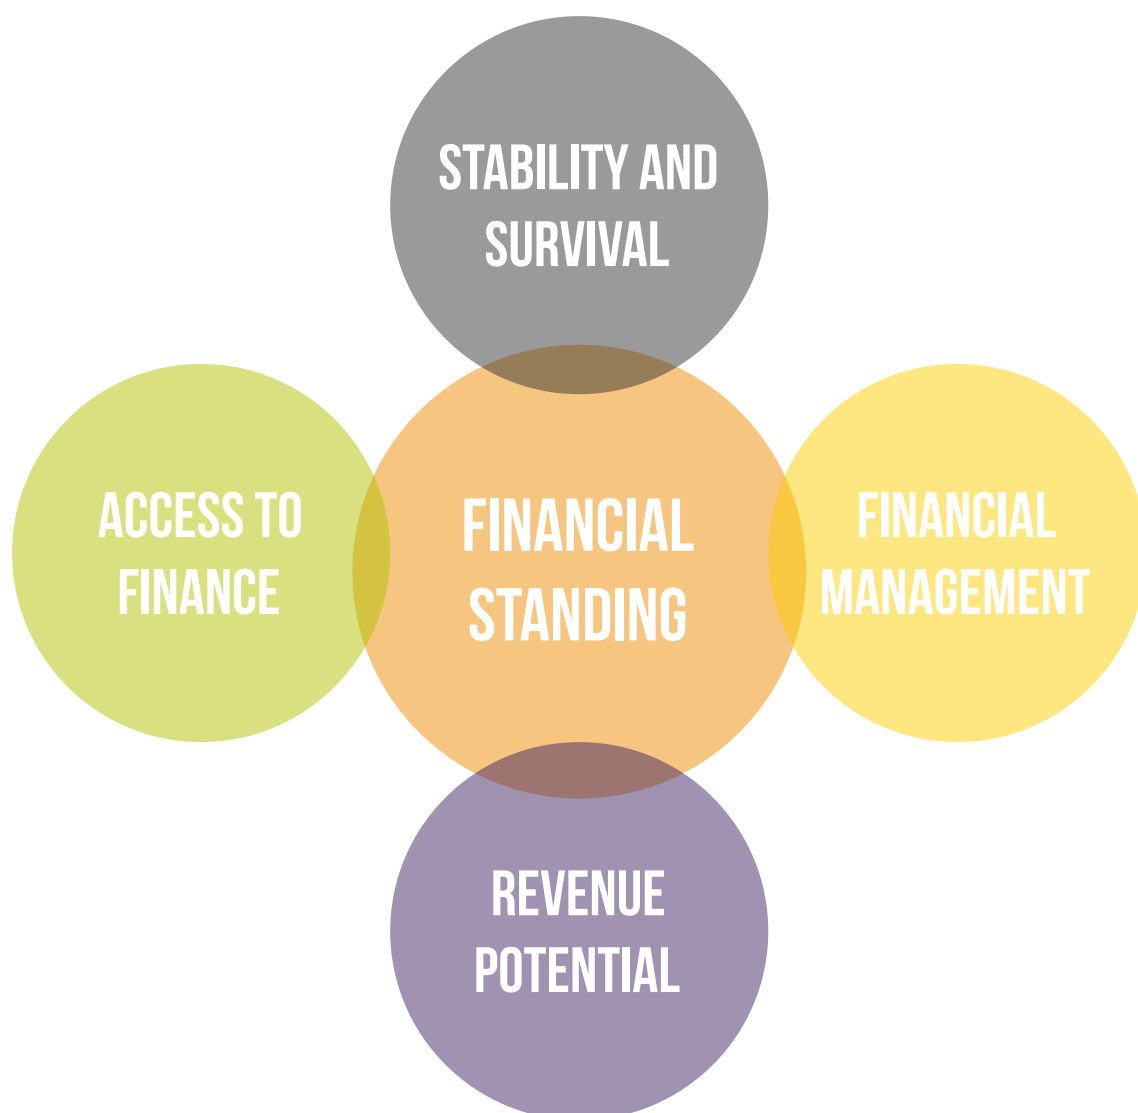 STABILITY AND
SURVIVAL
ACCESS TO
FINANCE
FINANCIAL
STANDING
FINANCIAL
MANAGEMENT
REVENUE
POTENTIAL